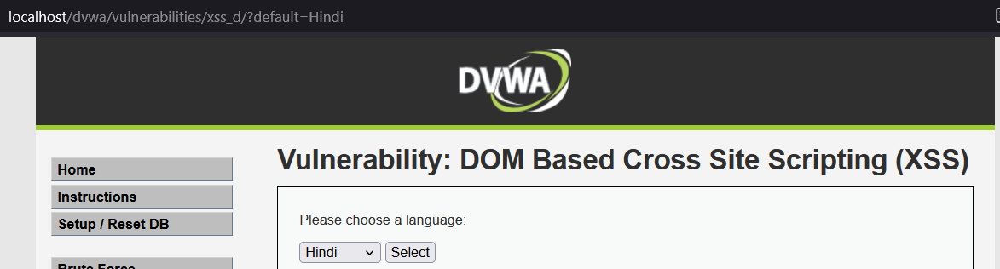 localhost/dvwa/vulnerabilities/xss_d/?default=Hindi
DVWA
Vulnerability: DOM Based Cross Site Scripting (XSS)
Home
Instructions
Setup / Reset DB
Brute Force
Please choose a language:
Hindi Select